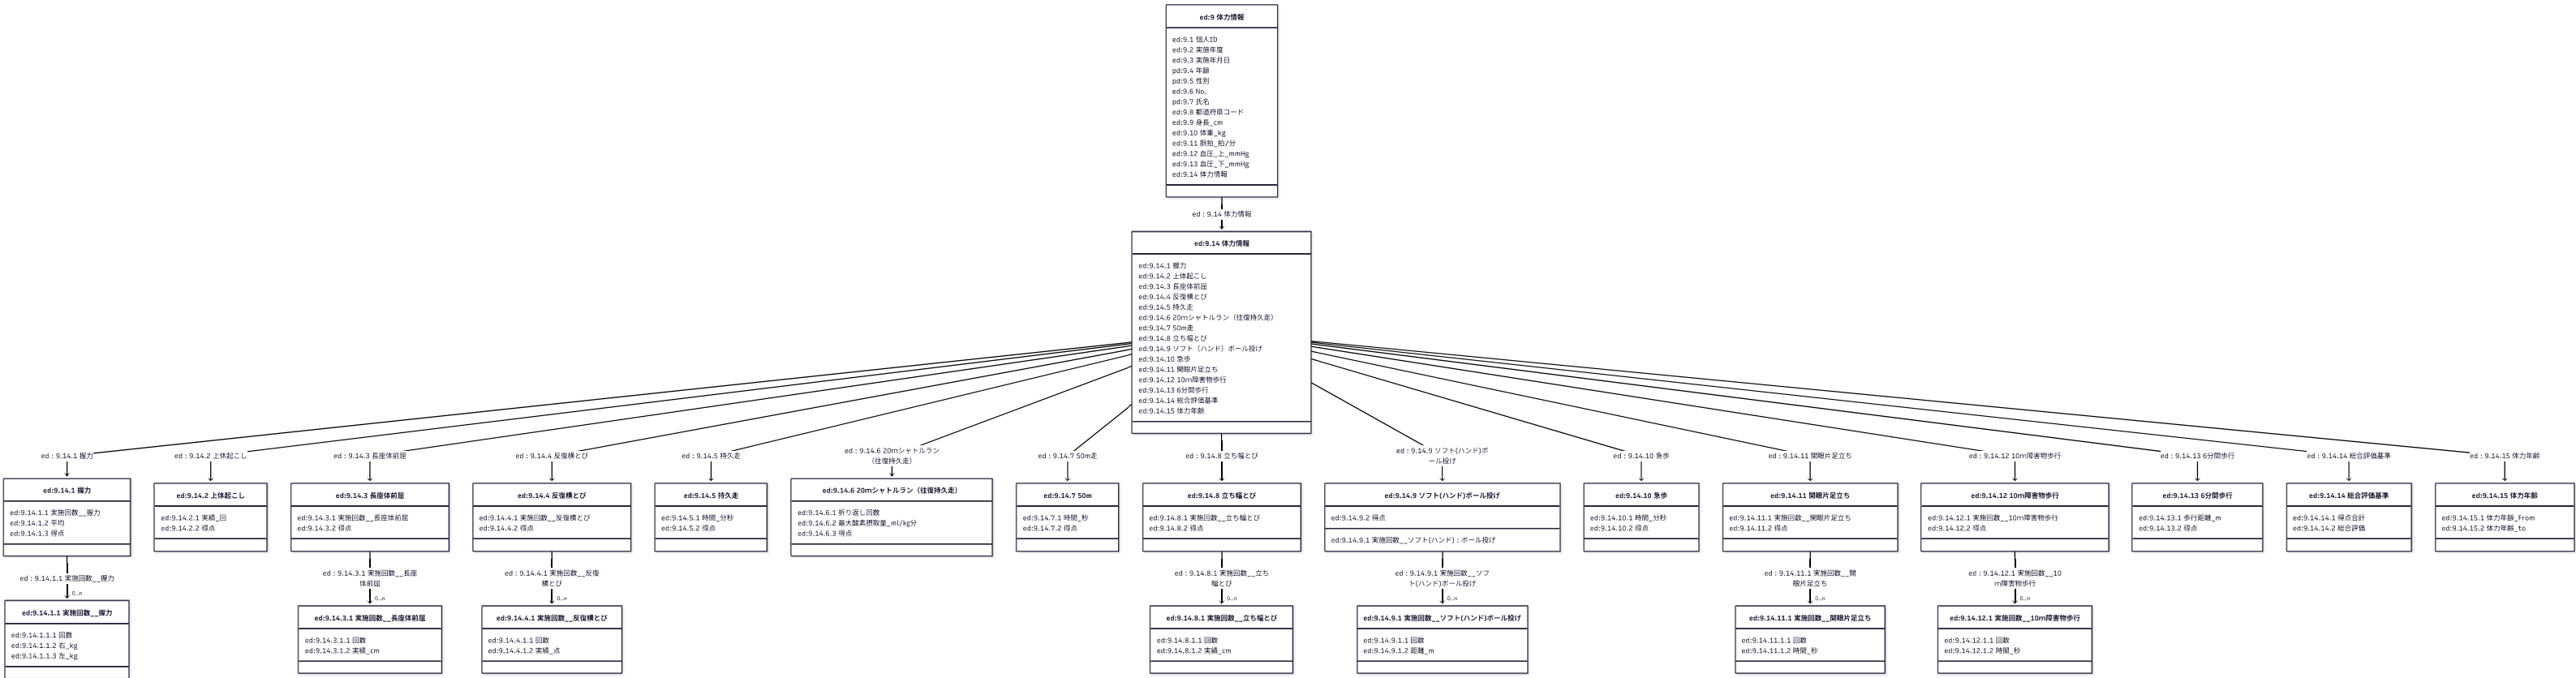 ed:9 体力情報
ed:9.1 個人ID
ed:9.2 実施年度
ed:9.3 実施年月日
pd:9.4 年齢
pd:9.5 性別
ed:9.6 No.
pd:9.7 氏名
ed:9.8 都道府県コード
ed:9.9 身長_cm
ed:9.10 体重_kg
ed:9.11 脈拍_拍/分
ed:9.12 血圧_上_mmHg
ed:9.13 血圧_下_mmHg
ed:9.14 体力情報
ed : 9.14 体力情報
ed:9.14 体力情報
ed:9.14.1 握力
ed:9.14.2 上体起こし
ed:9.14.3 長座体前屈
ed:9.14.4 反復横とび
ed:9.14.5 持久走
ed:9.14.6 20mシャトルラン（往復持久走）
ed:9.14.7 50m走
ed:9.14.8 立ち幅とび
ed:9.14.9 ソフト（ハンド）ボール投げ
ed:9.14.10 急歩
ed:9.14.11 開眼片足立ち
ed:9.14.12 10m障害物歩行
ed:9.14.13 6分間歩行
ed:9.14.14 総合評価基準
ed:9.14.15 体力年齢
ed : 9.14.1 握力
ed:9.14.1 握力
ed:9.14.1.1 実施回数__握力
ed:9.14.1.2 平均
ed:9.14.1.3 得点
ed : 9.14.1.1 実施回数__握力
0..n
ed:9.14.1.1 実施回数__握力
ed:9.14.1.1.1 回数
ed:9.14.1.1.2 右_kg
ed:9.14.1.1.3 左_kg
ed : 9.14.2 上体起こし
ed:9.14.2 上体起こし
ed:9.14.2.1 実績_回
ed:9.14.2.2 得点
ed : 9.14.3 長座体前屈
ed:9.14.3 長座体前屈
ed:9.14.3.1 実施回数__長座体前屈
ed:9.14.3.2 得点
ed : 9.14.3.1 実施回数__長座
体前屈
0..n
ed:9.14.3.1 実施回数__長座体前屈
ed:9.14.3.1.1 回数
ed:9.14.3.1.2 実績_cm
ed : 9.14.4 反復横とび
ed:9.14.4 反復横とび
ed:9.14.4.1 実施回数__反復横とび
ed:9.14.4.2 得点
ed : 9.14.4.1 実施回数__反復
横とび
0..n
ed:9.14.4.1 実施回数__反復横とび
ed:9.14.4.1.1 回数
ed:9.14.4.1.2 実績_点
ed : 9.14.5 持久走
ed:9.14.5 持久走
ed:9.14.5.1 時間_分秒
ed:9.14.5.2 得点
ed : 9.14.6 20mシャトルラン
（往復持久走）
ed:9.14.6 20mシャトルラン（往復持久走）
ed:9.14.6.1 折り返し回数
ed:9.14.6.2 最大酸素摂取量_ml/kg分
ed:9.14.6.3 得点
ed : 9.14.7 50m走
ed:9.14.7 50m
ed:9.14.7.1 時間_秒
ed:9.14.7.2 得点
ed : 9.14.8 立ち幅とび
ed:9.14.8 立ち幅とび
ed:9.14.8.1 実施回数__立ち幅とび
ed:9.14.8.2 得点
ed : 9.14.8.1 実施回数__立ち
幅とび
0..n
ed:9.14.8.1 実施回数__立ち幅とび
ed:9.14.8.1.1 回数
ed:9.14.8.1.2 実績_cm
ed : 9.14.9 ソフト(ハンド)ボ
ール投げ
ed:9.14.9 ソフト(ハンド)ボール投げ
ed:9.14.9.2 得点
ed:9.14.9.1 実施回数__ソフト(ハンド) : ボール投げ
ed : 9.14.9.1 実施回数__ソフ
ト(ハンド)ボール投げ
0..n
ed:9.14.9.1 実施回数__ソフト(ハンド)ボール投げ
ed:9.14.9.1.1 回数
ed:9.14.9.1.2 距離_m
ed : 9.14.10 急歩
ed:9.14.10 急歩
ed:9.14.10.1 時間_分秒
ed:9.14.10.2 得点
ed : 9.14.11 開眼片足立ち
ed:9.14.11 開眼片足立ち
ed:9.14.11.1 実施回数__開眼片足立ち
ed:9.14.11.2 得点
ed : 9.14.11.1 実施回数__開
眼片足立ち
0..n
ed:9.14.11.1 実施回数__開眼片足立ち
ed:9.14.11.1.1 回数
ed:9.14.11.1.2 時間_秒
ed : 9.14.12 10m障害物歩行
ed:9.14.12 10m障害物歩行
ed:9.14.12.1 実施回数__10m障害物歩行
ed:9.14.12.2 得点
ed : 9.14.12.1 実施回数__10
m障害物歩行
0..n
ed:9.14.12.1 実施回数__10m障害物歩行
ed:9.14.12.1.1 回数
ed:9.14.12.1.2 時間_秒
ed : 9.14.13 6分間歩行
ed:9.14.13 6分間歩行
ed:9.14.13.1 歩行距離_m
ed:9.14.13.2 得点
ed : 9.14.14 総合評価基準
ed:9.14.14 総合評価基準
ed:9.14.14.1 得点合計
ed:9.14.14.2 総合評価
ed : 9.14.15 体力年齢
ed:9.14.15 体力年齢
ed:9.14.15.1 体力年齢_From
ed:9.14.15.2 体力年齢_to